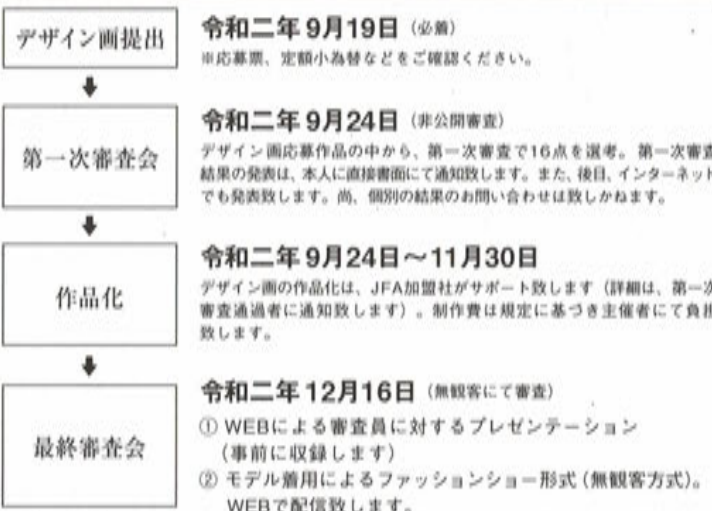 デザイン画提出
令和二年 9月19日（必着）
※応募票、定額小為替などをご確認ください。
第一次審査会
令和二年 9月24日（非公開審査）
デザイン画応募作品の中から、第一次審査で16点を選考。第一次審査
結果の発表は、本人に直接書面にて通知致します。また、後日、インターネット
でも発表致します。尚、個別の結果のお問い合わせは致しかねます。
作品化
令和二年 9月24日～11月30日
デザイン画の作品化は、JFA加盟社がサポート致します（詳細は、第一次
審査通過者に通知致します）。制作費は規定に基づき主催者にて負担
致します。
最終審査会
令和二年 12月16日（無観客にて審査）
① WEBによる審査員に対するプレゼンテーション
（事前に収録します）
② モデル着用によるファッションショー形式（無観客方式）。
WEBで配信致します。